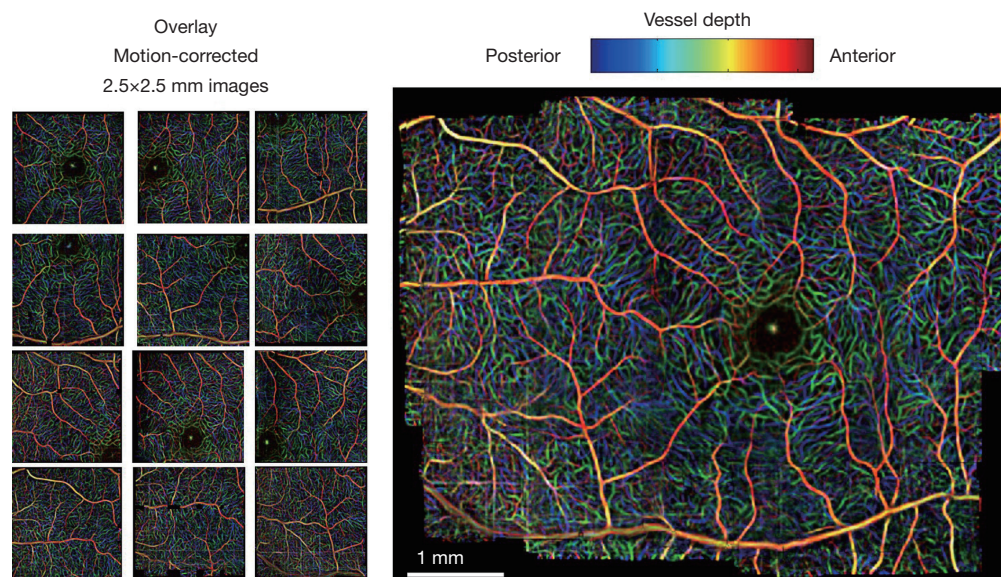 Overlay
Motion-corrected
2.5×2.5 mm images
Vessel depth
Posterior
Anterior
1 mm